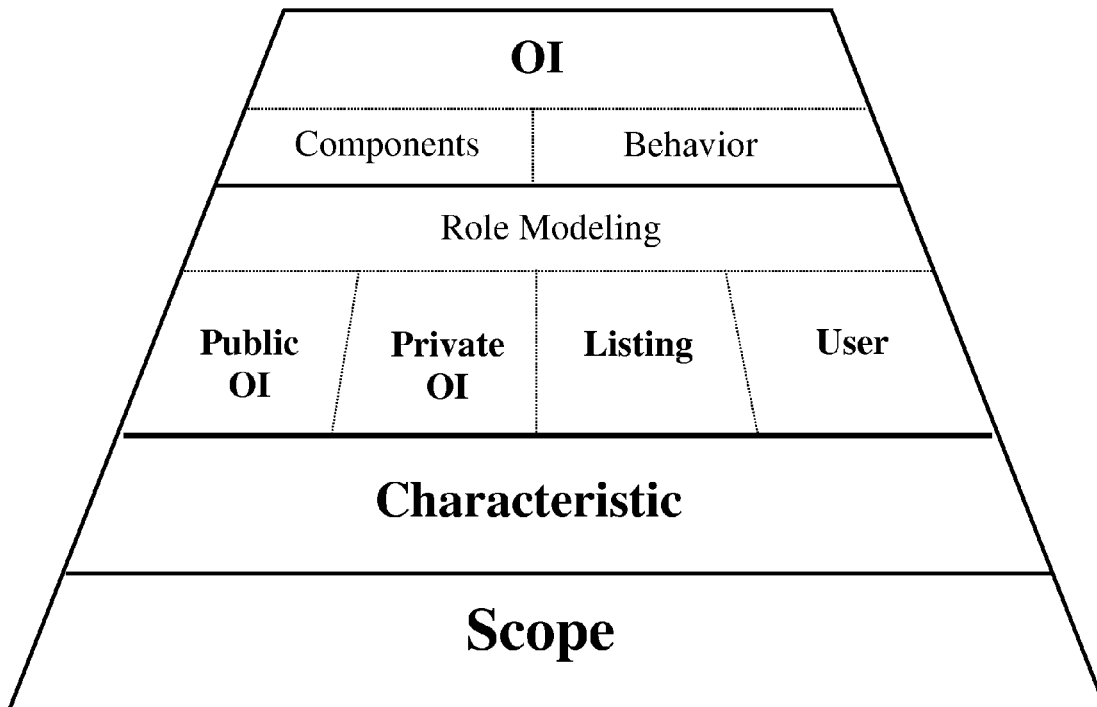 OI
Components Behavior
Role Modeling
Public Private Listing User
OI OI
Characteristic
Scope